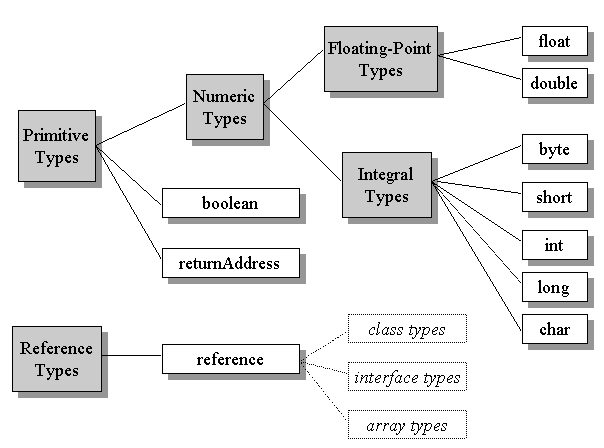 Primitive
Types
Numeric
Types
Floating-Point
Types
float
double
Integral
Types
byte
short
int
long
char
boolean
returnAddress
Reference
Types
reference
class types
interface types
array types